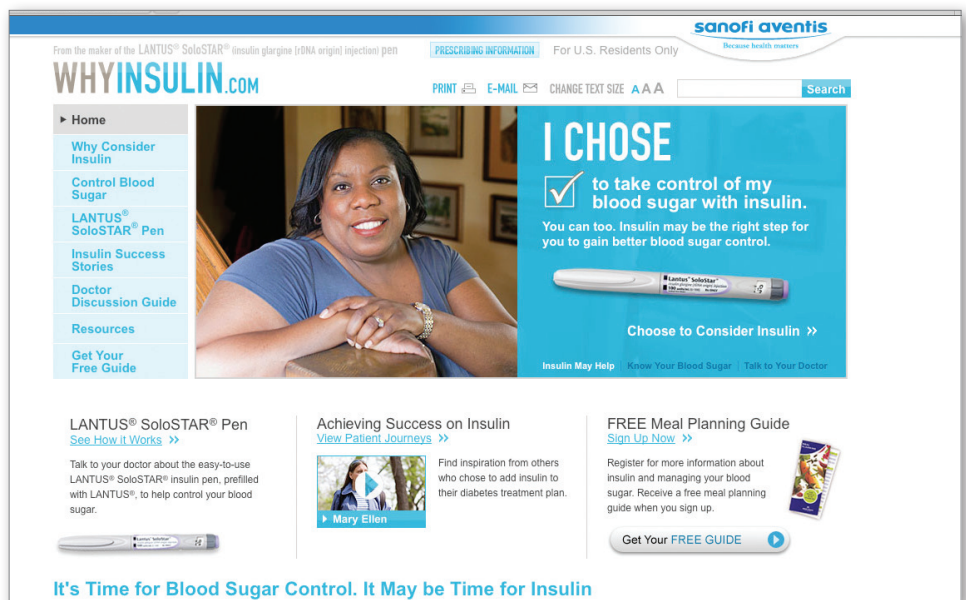 sanofi aventis
Because health matters
From the maker of the LANTUS® SoloSTAR® (insulin glargine [rDNA origin] injection) pen
PRESCRIBING INFORMATION
For U.S. Residents Only
WHYINSULIN.COM
PRINT E-MAIL CHANGE TEXT SIZE A A A
Search
Home
Why Consider
Insulin
Control Blood
Sugar
LANTUS®
SoloSTAR® Pen
Insulin Success
Stories
Doctor
Discussion Guide
Resources
Get Your
Free Guide
I CHOSE
to take control of my
blood sugar with insulin.
You can too. Insulin may be the right step for
you to gain better blood sugar control.
Lantus® SoloStar®
Choose to Consider Insulin »
Insulin May Help | Know Your Blood Sugar | Talk to Your Doctor
LANTUS® SoloSTAR® Pen
See How it Works »
Talk to your doctor about the easy-to-use
LANTUS® SoloSTAR® insulin pen, prefilled
with LANTUS®, to help control your blood
sugar.
Lantus® SoloStar®
Achieving Success on Insulin
View Patient Journeys »
Mary Ellen
Find inspiration from others
who chose to add insulin to
their diabetes treatment plan.
FREE Meal Planning Guide
Sign Up Now »
Register for more information about
insulin and managing your blood
sugar. Receive a free meal planning
guide when you sign up.
Get Your FREE GUIDE
It's Time for Blood Sugar Control. It May be Time for Insulin